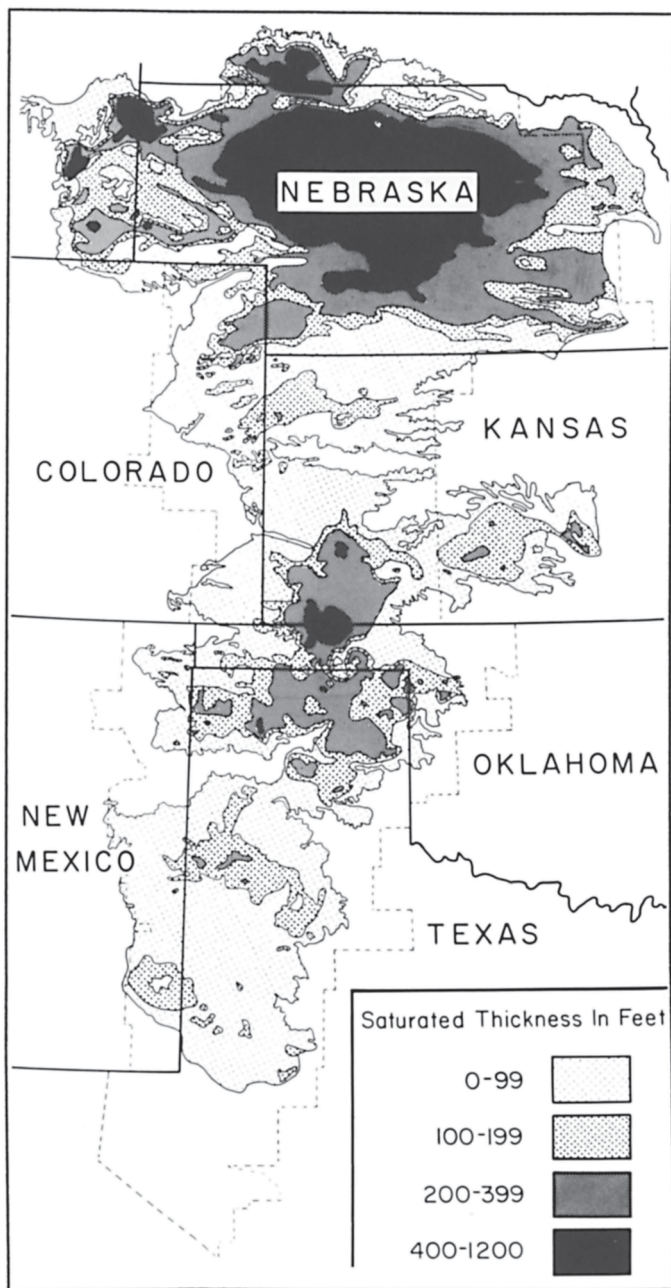 NEBRASKA
KANSAS
COLORADO
OKLAHOMA
NEW
MEXICO
TEXAS
Saturated Thickness In Feet
0-99
100-199
200-399
400-1200